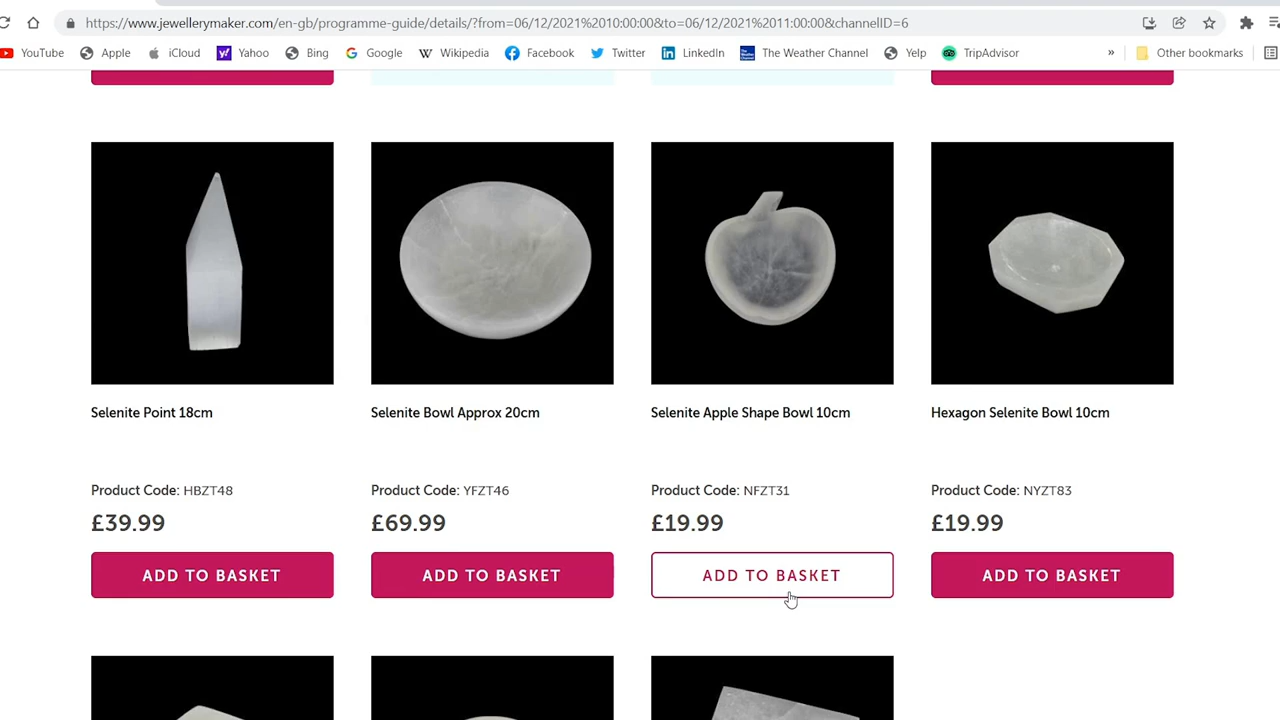 https://www.jewellerymaker.com/en-gb/programme-guide/details/?from=06/12/2021%2010:00:00&to=06/12/2021%2011:00:00&channelID=6
YouTube Apple iCloud Yahoo Bing Google Wikipedia Facebook Twitter LinkedIn The Weather Channel Yelp TripAdvisor » Other bookmarks
Selenite Point 18cm Selenite Bowl Approx 20cm Selenite Apple Shape Bowl 10cm Hexagon Selenite Bowl 10cm
Product Code: HBZT48 Product Code: YFZT46 Product Code: NFZT31 Product Code: NYZT83
£39.99 £69.99 £19.99 £19.99
ADD TO BASKET ADD TO BASKET ADD TO BASKET ADD TO BASKET